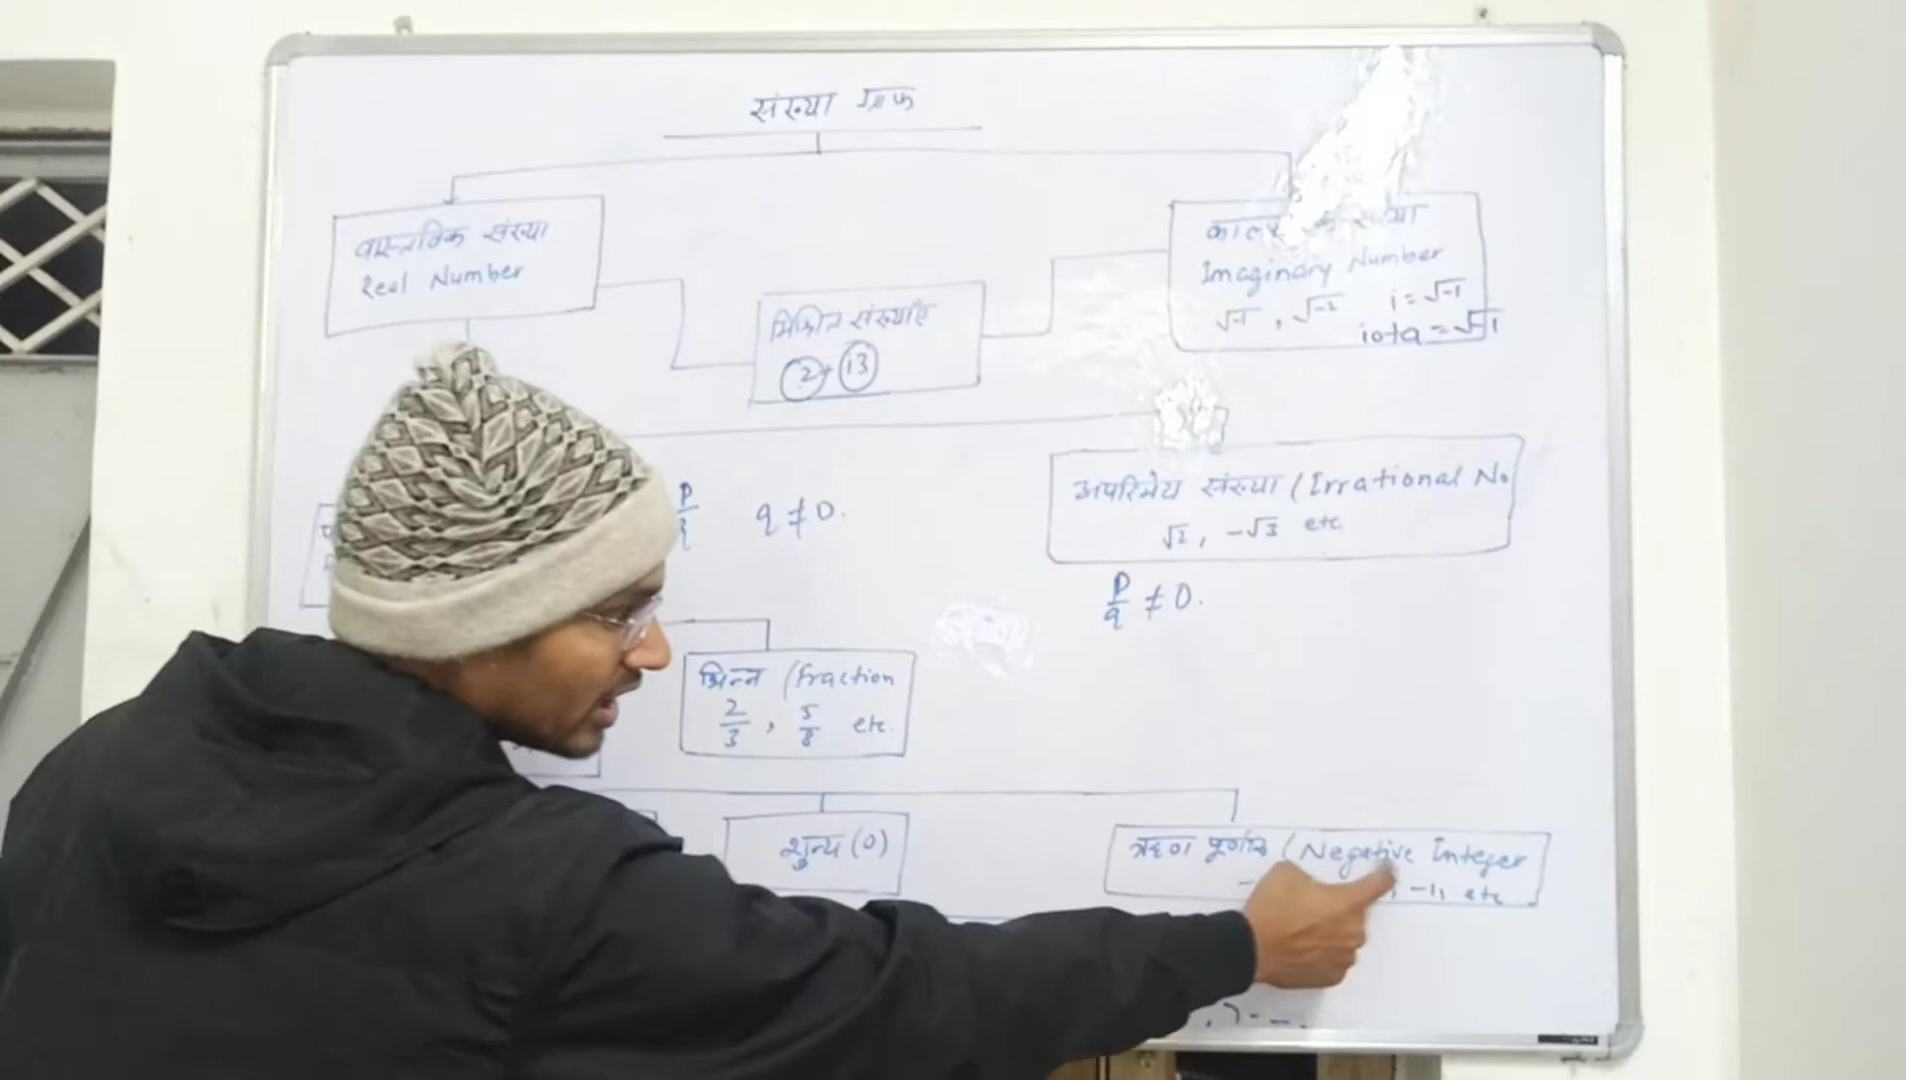 संख्या ग्राफ
वास्तविक संख्या
Real Number
मिश्रित संख्याएँ
2 + i3
संख्या
Imaginary Number
√-1 , √-2 i = √-1
iota = √-1
p/q q ≠ 0.
अपरिमेय संख्या (Irrational No.
√2, -√3 etc
p/q ≠ 0.
भिन्न (Fraction
2/3 , 5/8 etc.
शुन्य (0)
ऋण पूर्णांक (Negative Integer
, -1, etc